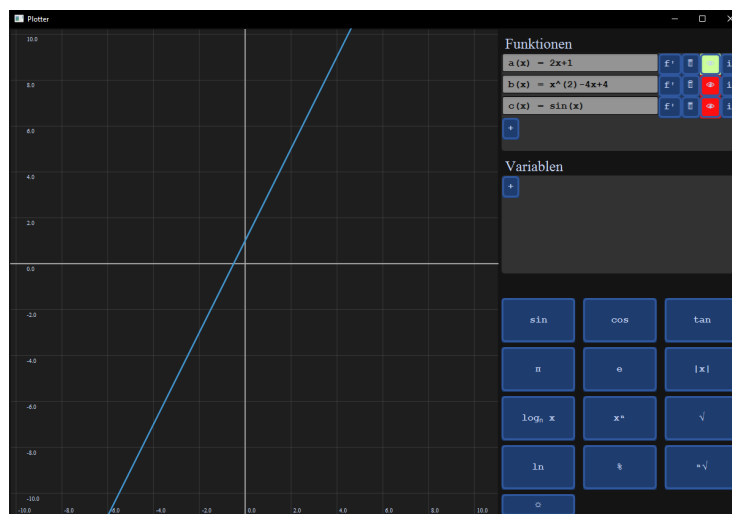 Plotter
10.0
8.0
6.0
4.0
2.0
0.0
-2.0
-4.0
-6.0
-8.0
-10.0
-10.0 -8.0 -6.0 -4.0 -2.0 0.0 2.0 4.0 6.0 8.0 10.0
Funktionen
a(x) = 2x+1 f' i
b(x) = x^(2)-4x+4 f' i
c(x) = sin(x) f' i
+
Variablen
+
sin cos tan
π e |x|
logₙ x xⁿ √
ln % ⁿ√